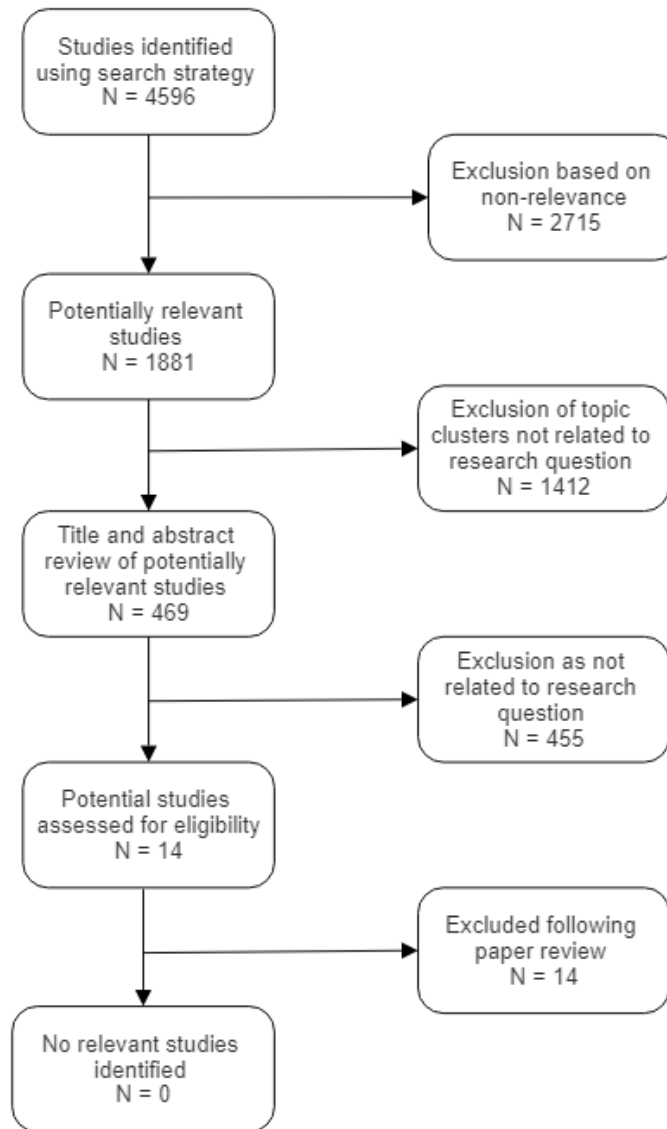 Studies identified
using search strategy
N = 4596
Exclusion based on
non-relevance
N = 2715
Potentially relevant
studies
N = 1881
Exclusion of topic
clusters not related to
research question
N = 1412
Title and abstract
review of potentially
relevant studies
N = 469
Exclusion as not
related to research
question
N = 455
Potential studies
assessed for eligibility
N = 14
Excluded following
paper review
N = 14
No relevant studies
identified
N = 0